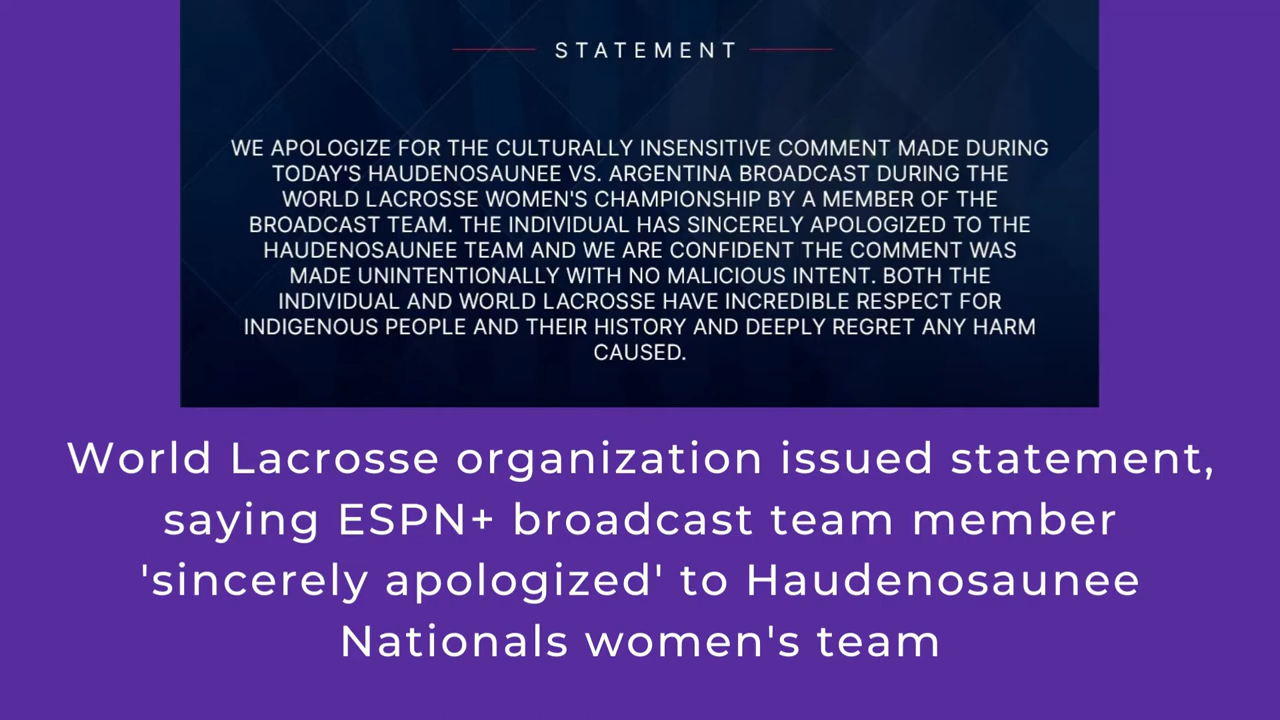 STATEMENT
WE APOLOGIZE FOR THE CULTURALLY INSENSITIVE COMMENT MADE DURING
TODAY'S HAUDENOSAUNEE VS. ARGENTINA BROADCAST DURING THE
WORLD LACROSSE WOMEN'S CHAMPIONSHIP BY A MEMBER OF THE
BROADCAST TEAM. THE INDIVIDUAL HAS SINCERELY APOLOGIZED TO THE
HAUDENOSAUNEE TEAM AND WE ARE CONFIDENT THE COMMENT WAS
MADE UNINTENTIONALLY WITH NO MALICIOUS INTENT. BOTH THE
INDIVIDUAL AND WORLD LACROSSE HAVE INCREDIBLE RESPECT FOR
INDIGENOUS PEOPLE AND THEIR HISTORY AND DEEPLY REGRET ANY HARM
CAUSED.
World Lacrosse organization issued statement,
saying ESPN+ broadcast team member
'sincerely apologized' to Haudenosaunee
Nationals women's team